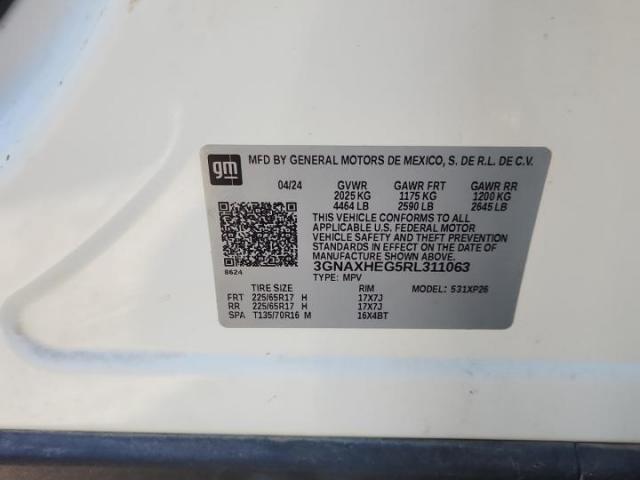 gm MFD BY GENERAL MOTORS DE MEXICO, S. DE R.L. DE C.V.
04/24 GVWR GAWR FRT GAWR RR
2025 KG 1175 KG 1200 KG
4464 LB 2590 LB 2645 LB
THIS VEHICLE CONFORMS TO ALL
APPLICABLE U.S. FEDERAL MOTOR
VEHICLE SAFETY AND THEFT PREVENTION
STANDARDS IN EFFECT ON THE DATE OF
MANUFACTURE SHOWN ABOVE.
3GNAXHEG5RL311063
8624 TYPE: MPV MODEL: 531XP26
TIRE SIZE RIM
FRT 225/65R17 H 17X7J
RR 225/65R17 H 17X7J
SPA T135/70R16 M 16X4BT